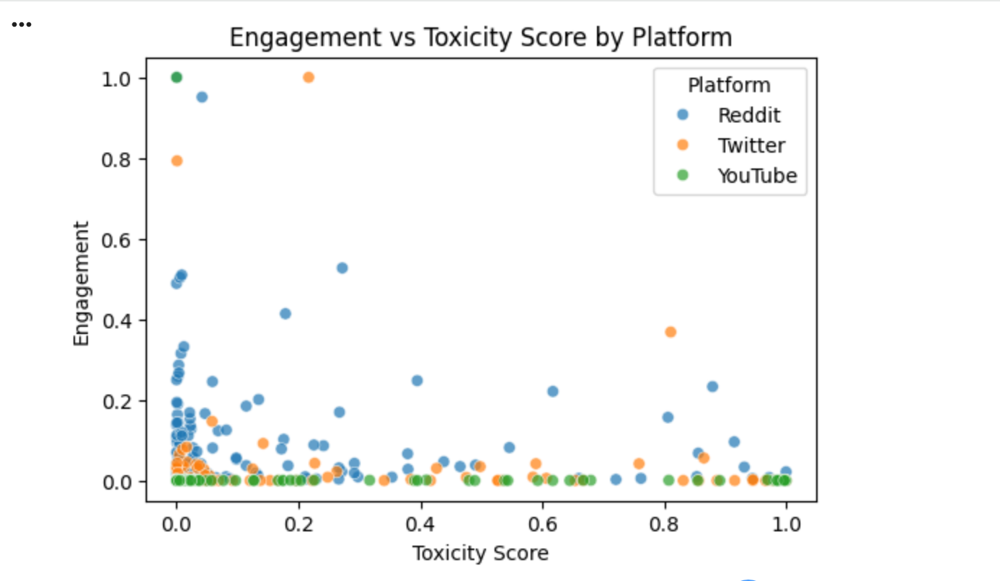 •••
Engagement vs Toxicity Score by Platform
1.0
0.8
0.6
0.4
0.2
0.0
Engagement
Platform
Reddit
Twitter
YouTube
0.0 0.2 0.4 0.6 0.8 1.0
Toxicity Score